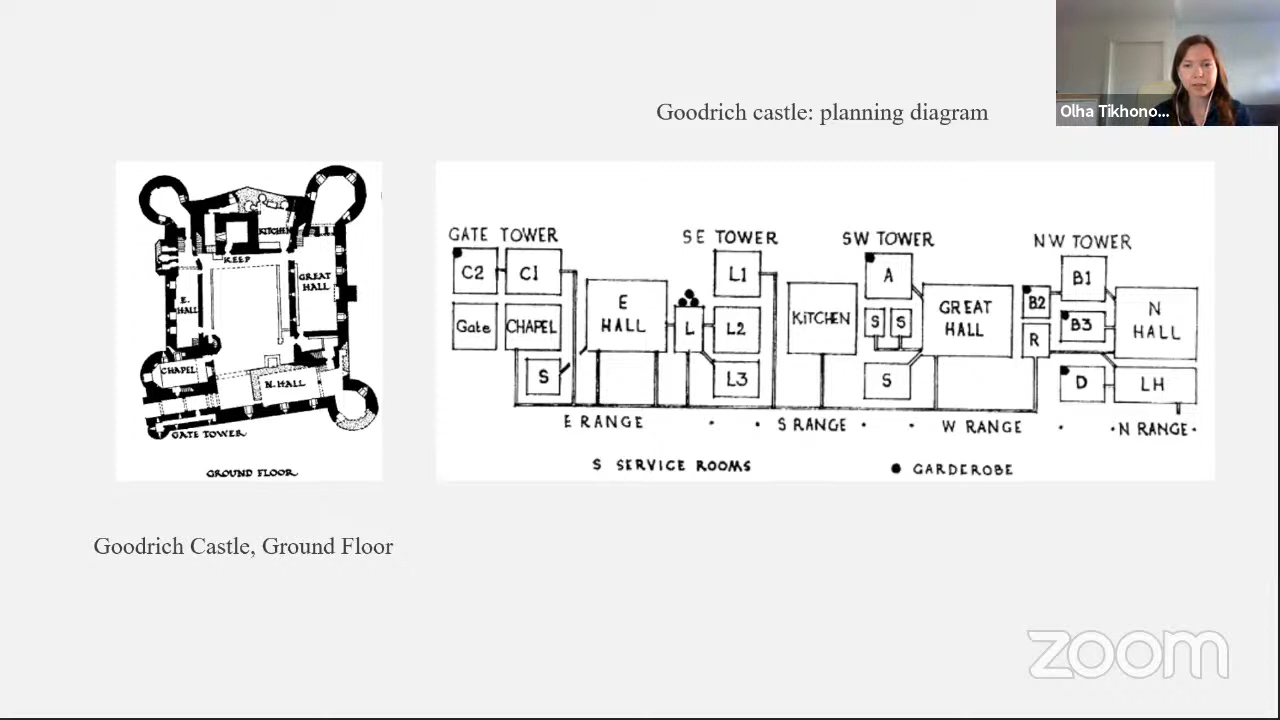 Olha Tikhono...
Goodrich castle: planning diagram
KITCHEN
KEEP
GREAT
HALL
E.
HALL
CHAPEL
N. HALL
GATE TOWER
GROUND FLOOR
GATE TOWER
SE TOWER
SW TOWER
NW TOWER
C2
C1
L1
A
B1
E
HALL
KITCHEN
GREAT
HALL
B2
N
HALL
Gate
CHAPEL
L
L2
S
S
R
B3
S
L3
S
D
LH
E RANGE
S RANGE
W RANGE
N RANGE
S SERVICE ROOMS
GARDEROBE
Goodrich Castle, Ground Floor
zoom